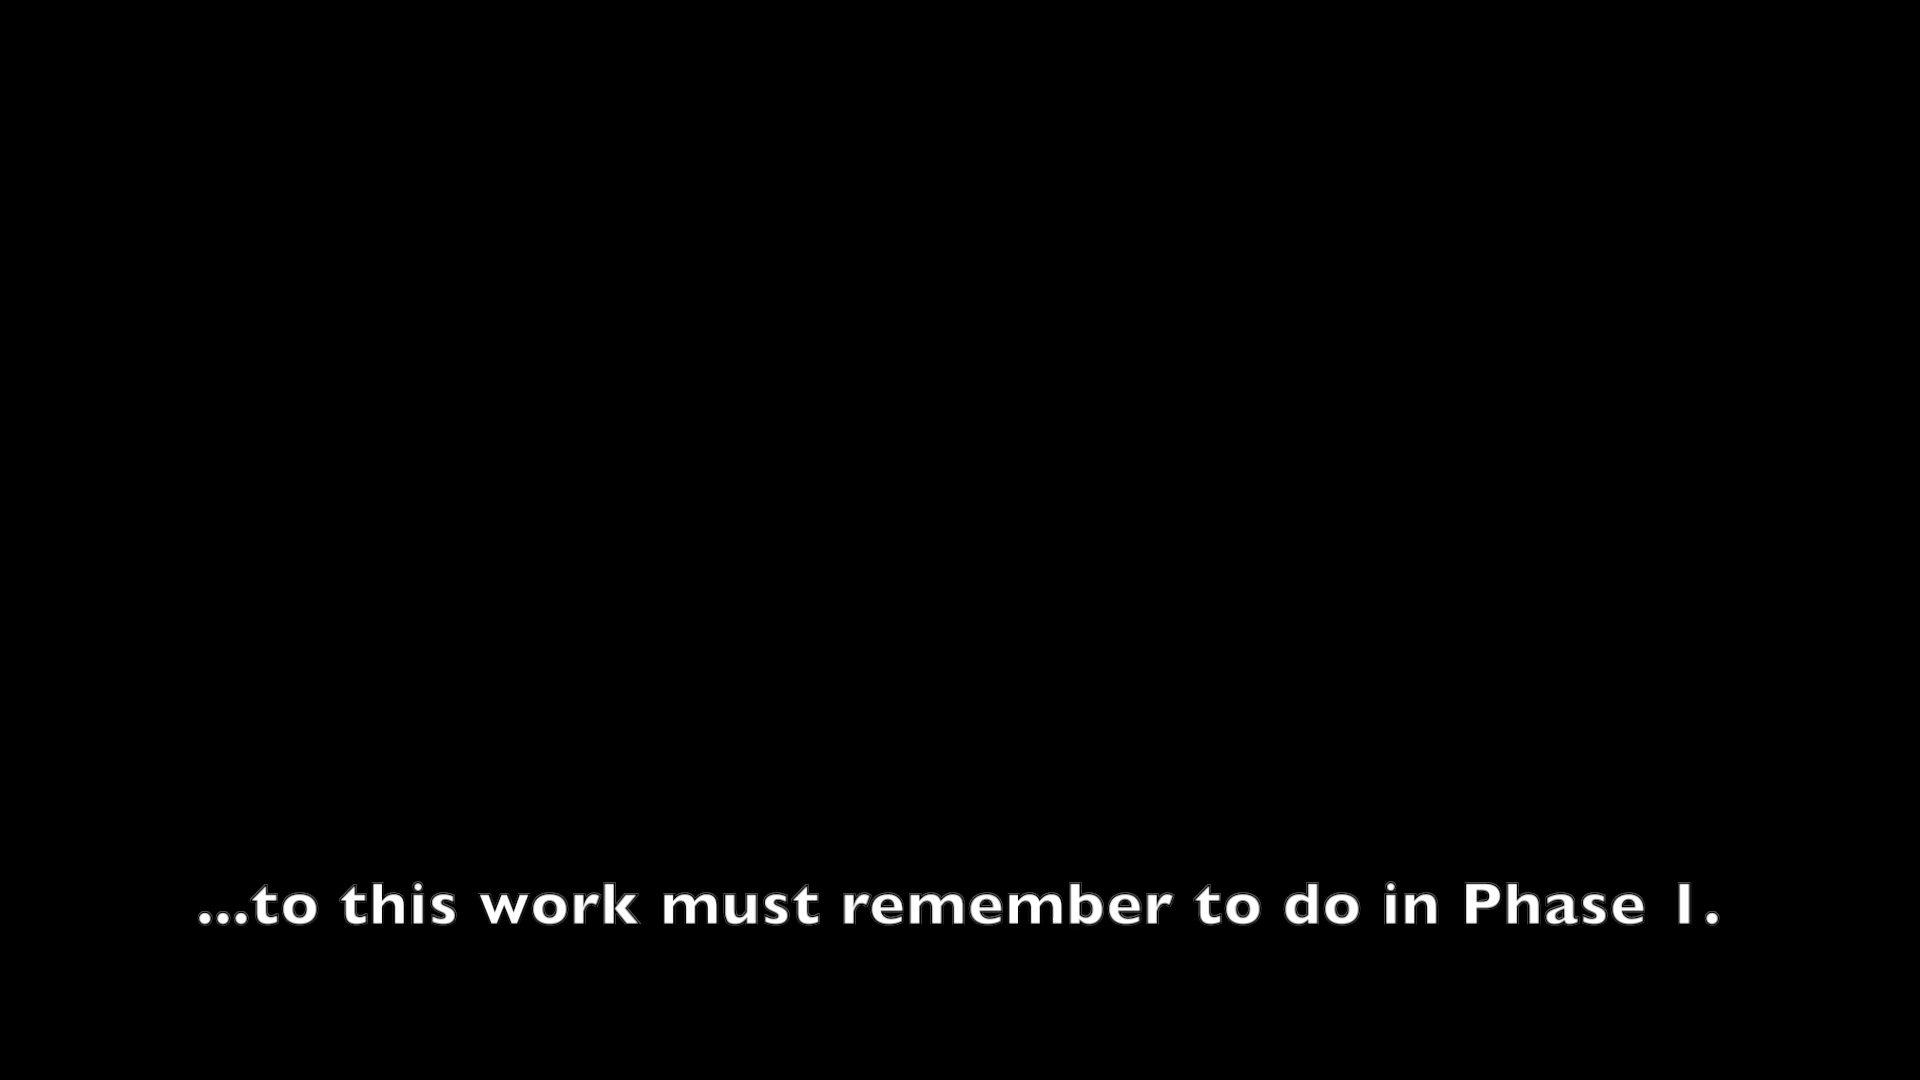 ...to this work must remember to do in Phase 1.